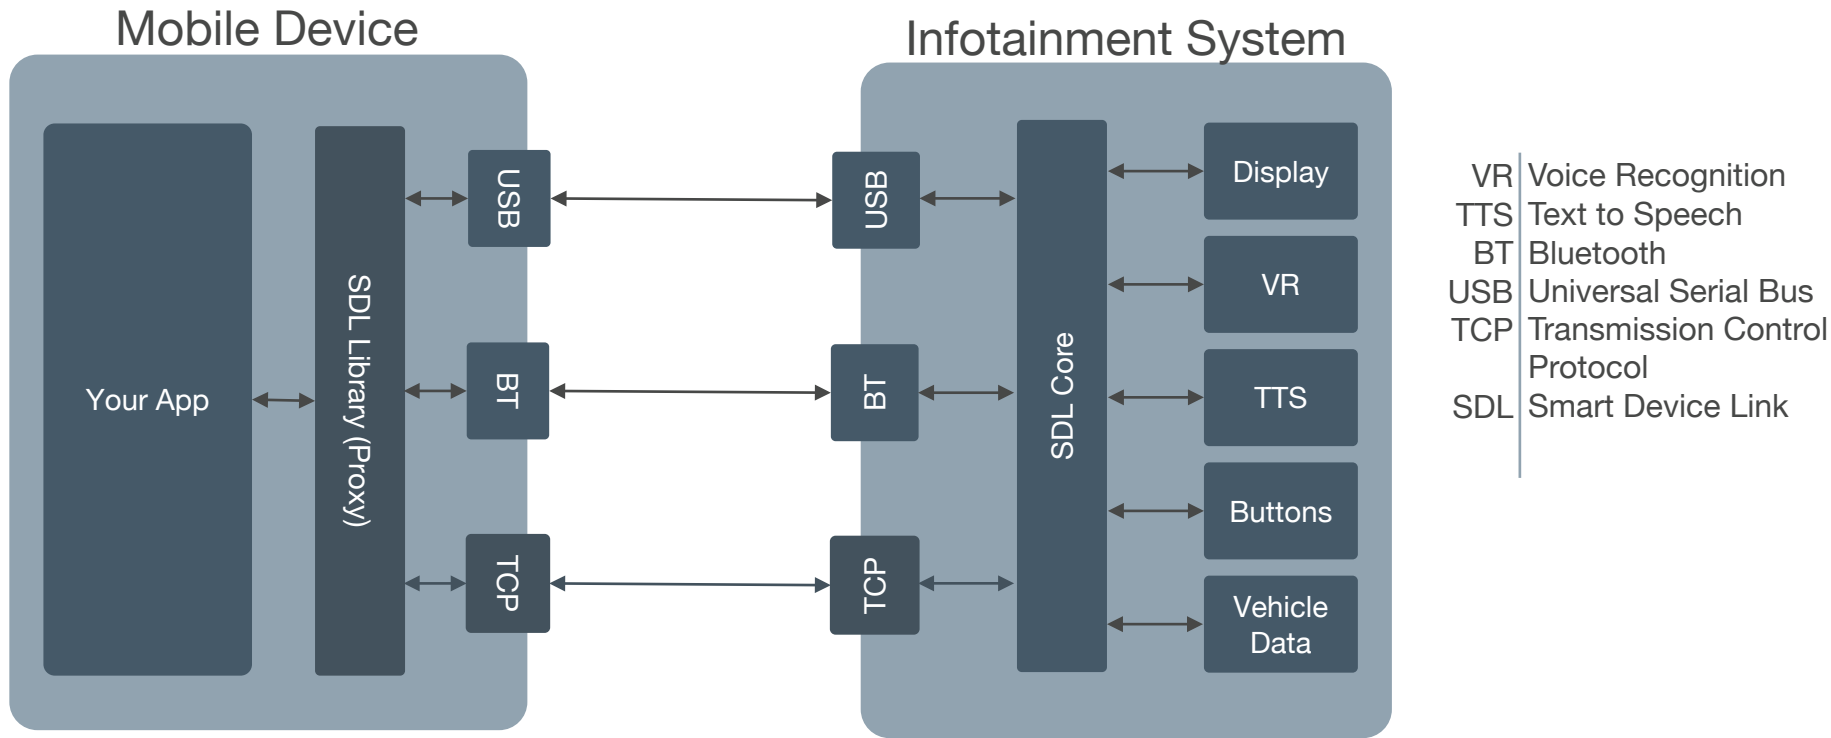 Mobile Device
Your App
SDL Library (Proxy)
USB
BT
TCP
Infotainment System
USB
BT
TCP
SDL Core
Display
VR
TTS
Buttons
Vehicle
Data
VR Voice Recognition
TTS Text to Speech
BT Bluetooth
USB Universal Serial Bus
TCP Transmission Control
Protocol
SDL Smart Device Link